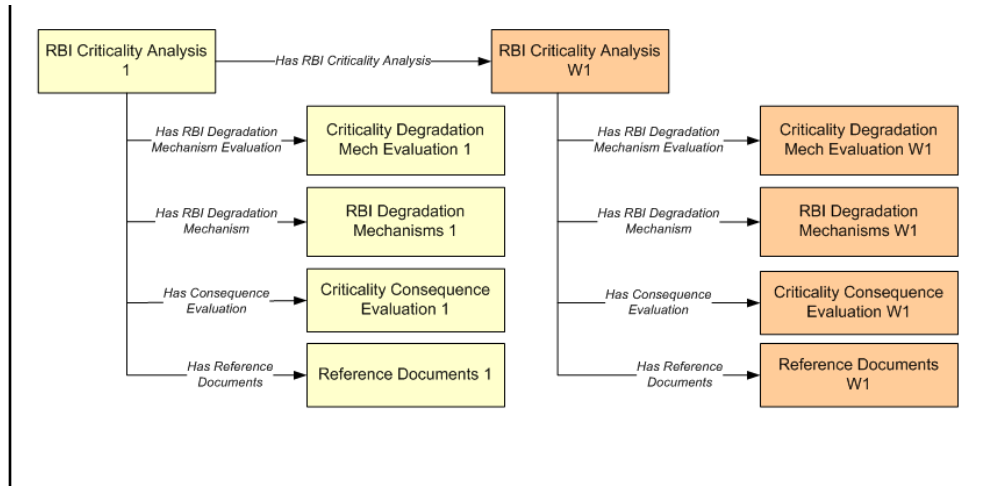 RBI Criticality Analysis
1
Has RBI Criticality Analysis
RBI Criticality Analysis
W1
Has RBI Degradation
Mechanism Evaluation
Criticality Degradation
Mech Evaluation 1
Has RBI Degradation
Mechanism
RBI Degradation
Mechanisms 1
Has Consequence
Evaluation
Criticality Consequence
Evaluation 1
Has Reference
Documents
Reference Documents 1
Has RBI Degradation
Mechanism Evaluation
Criticality Degradation
Mech Evaluation W1
Has RBI Degradation
Mechanism
RBI Degradation
Mechanisms W1
Has Consequence
Evaluation
Criticality Consequence
Evaluation W1
Has Reference
Documents
Reference Documents
W1